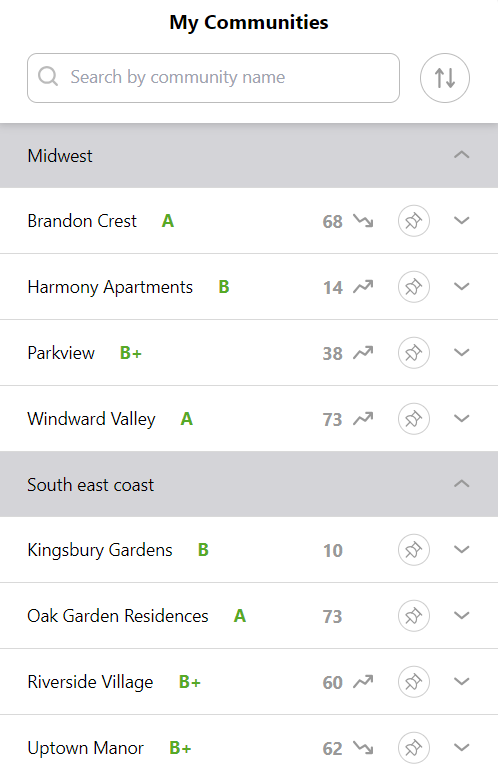 My Communities
Search by community name
Midwest
Brandon Crest A 68
Harmony Apartments B 14
Parkview B+ 38
Windward Valley A 73
South east coast
Kingsbury Gardens B 10
Oak Garden Residences A 73
Riverside Village B+ 60
Uptown Manor B+ 62